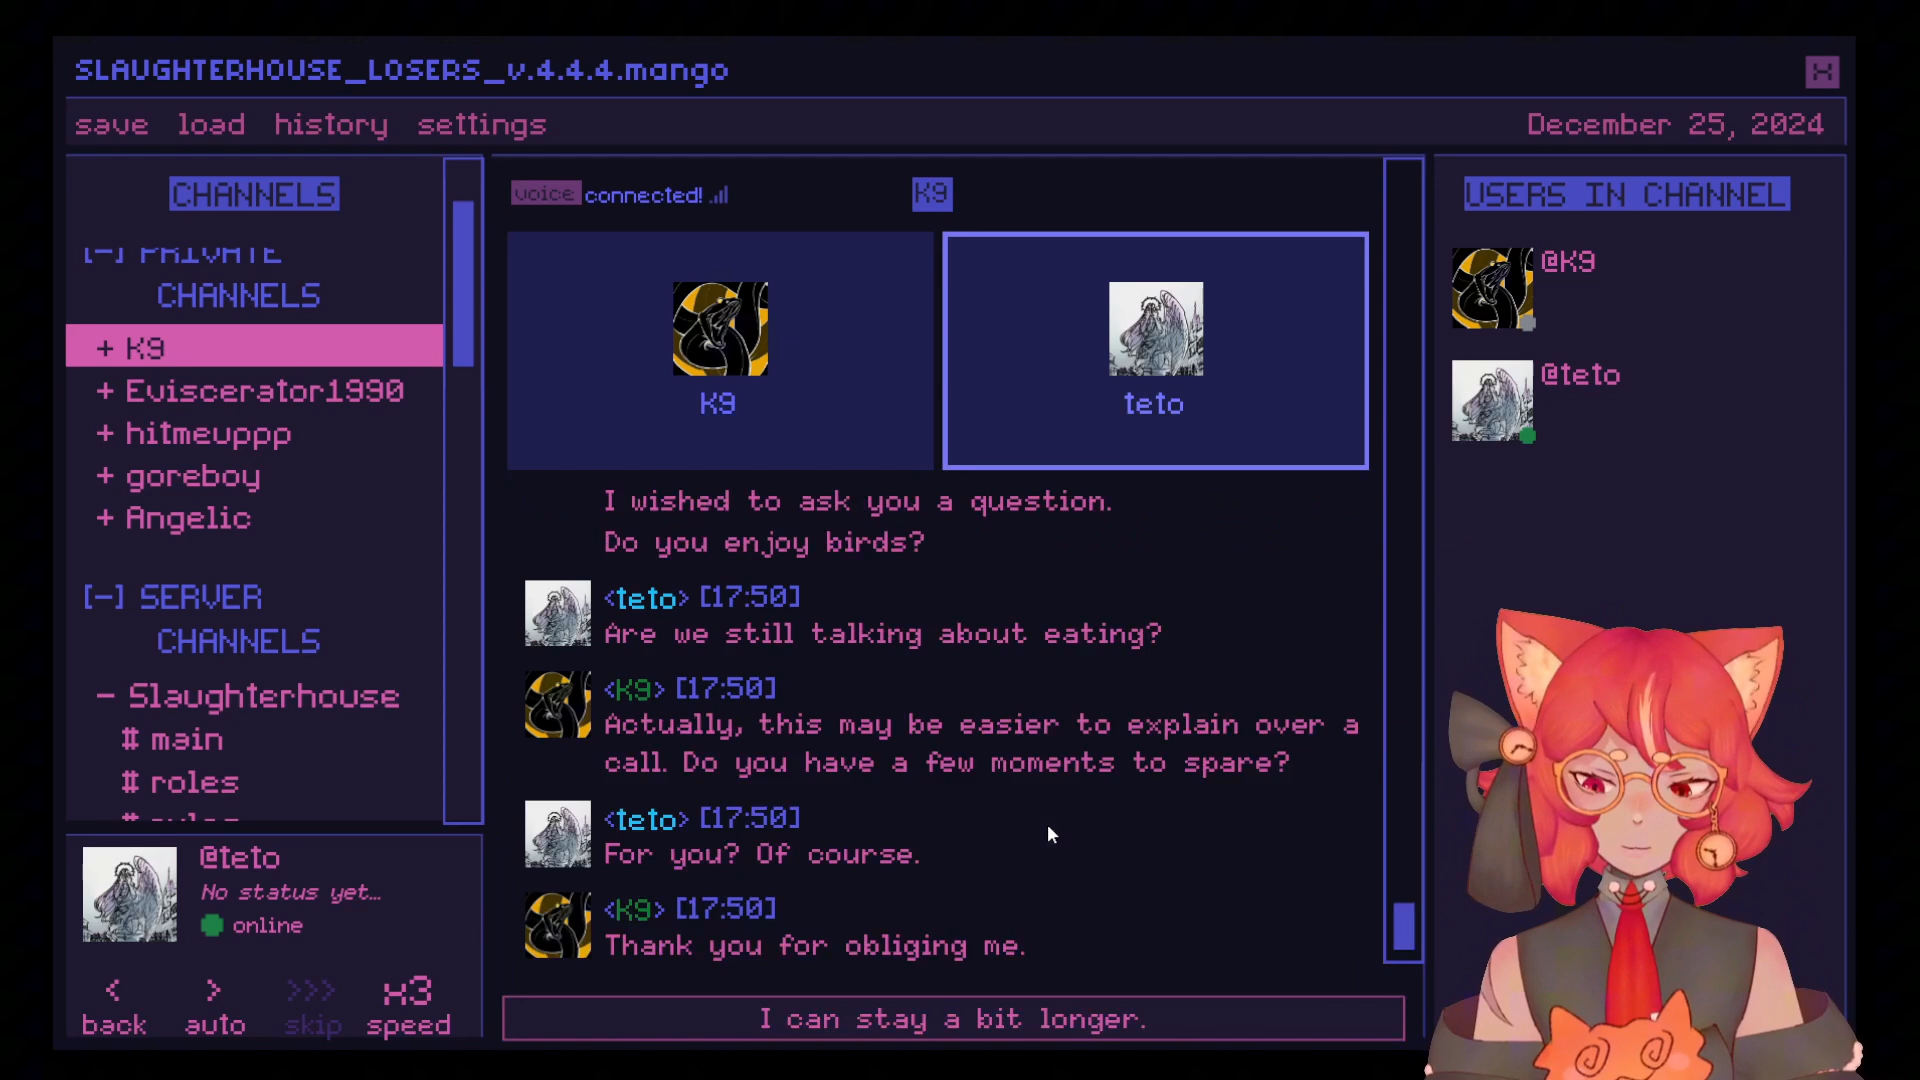 SLAUGHTERHOUSE_LOSERS_v.4.4.4.mango
X
save load history settings
December 25, 2024
CHANNELS
[-] PRIVATE
CHANNELS
+ K9
+ Eviscerator1990
+ hitmeuppp
+ goreboy
+ Angelic
[-] SERVER
CHANNELS
- Slaughterhouse
# main
# roles
# rules
@teto
No status yet...
online
< > >>> x3
back auto skip speed
voice connected!
K9
K9
teto
I wished to ask you a question.
Do you enjoy birds?
<teto> [17:50]
Are we still talking about eating?
<K9> [17:50]
Actually, this may be easier to explain over a
call. Do you have a few moments to spare?
<teto> [17:50]
For you? Of course.
<K9> [17:50]
Thank you for obliging me.
I can stay a bit longer.
USERS IN CHANNEL
@K9
@teto